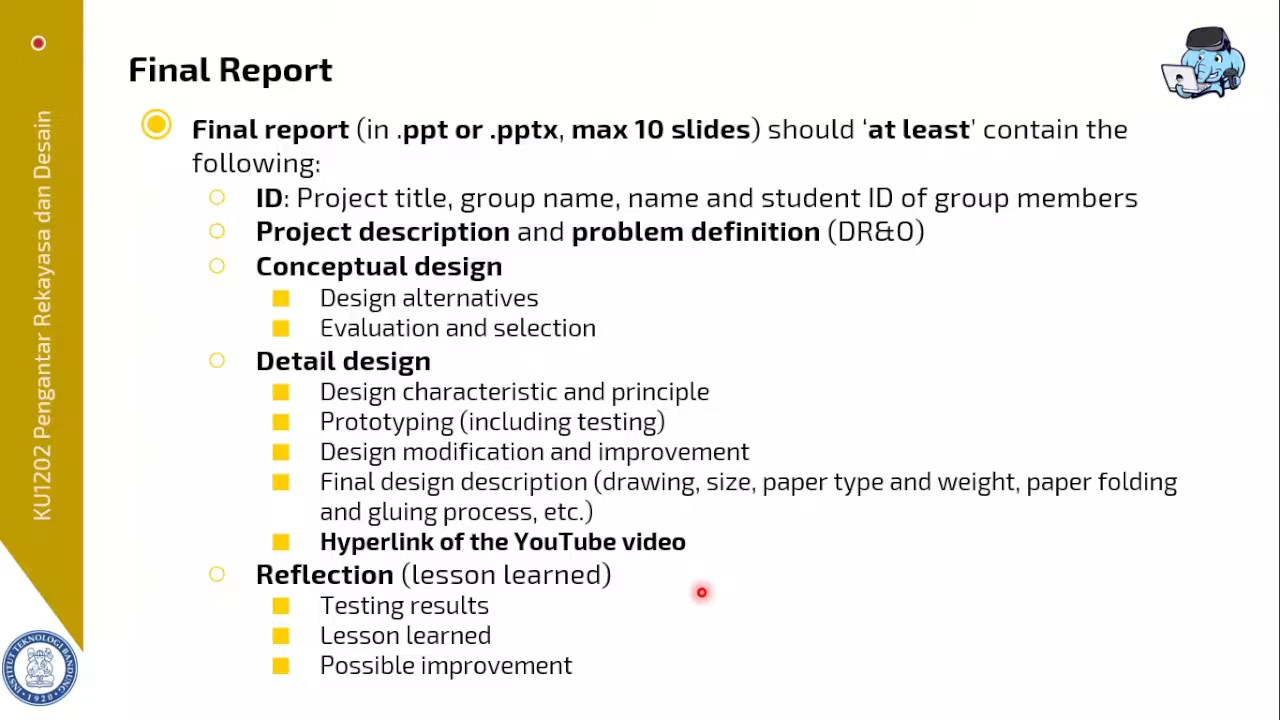 Final Report
Final report (in .ppt or .pptx, max 10 slides) should ‘at least’ contain the
following:
ID: Project title, group name, name and student ID of group members
Project description and problem definition (DR&O)
Conceptual design
Design alternatives
Evaluation and selection
Detail design
Design characteristic and principle
Prototyping (including testing)
Design modification and improvement
Final design description (drawing, size, paper type and weight, paper folding
and gluing process, etc.)
Hyperlink of the YouTube video
Reflection (lesson learned)
Testing results
Lesson learned
Possible improvement
KU1202 Pengantar Rekayasa dan Desain
INSTITUT TEKNOLOGI BANDUNG
1920